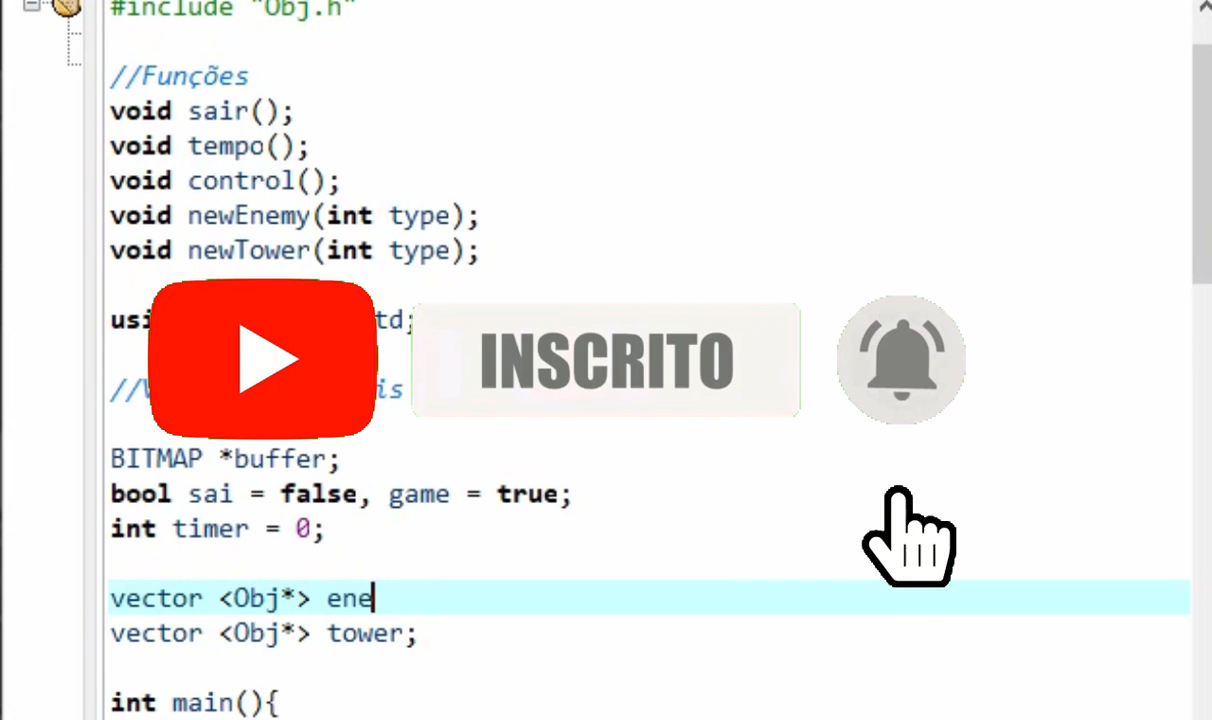 #include "Obj.h"
//Funções
void sair();
void tempo();
void control();
void newEnemy(int type);
void newTower(int type);
INSCRITO
BITMAP *buffer;
bool sai = false, game = true;
int timer = 0;
vector <Obj*> ene
vector <Obj*> tower;
int main(){